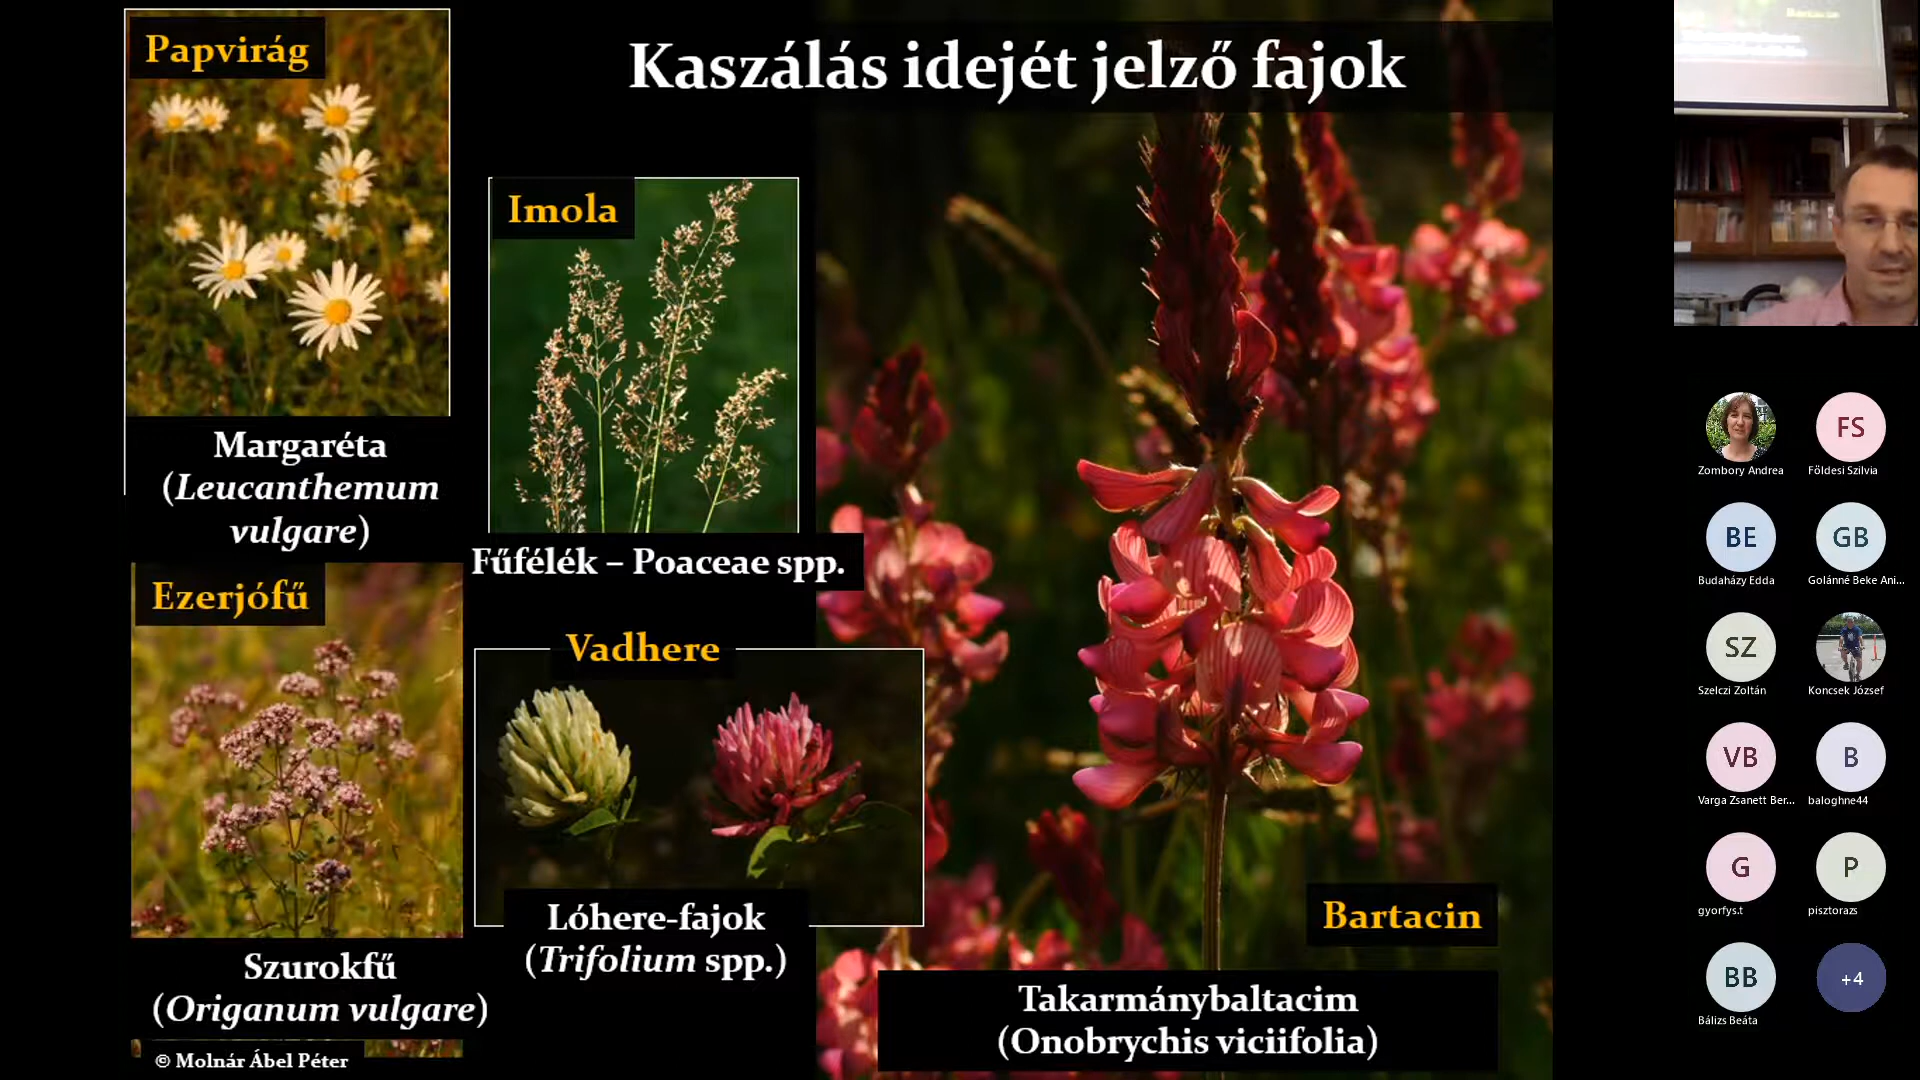 Kaszálás idejét jelző fajok
Papvirág
Margaréta
(Leucanthemum
vulgare)
Imola
Fűfélék – Poaceae spp.
Ezerjófű
Szurokfű
(Origanum vulgare)
© Molnár Ábel Péter
Vadhere
Lóhere-fajok
(Trifolium spp.)
Bartacin
Takarmánybaltacim
(Onobrychis viciifolia)
Zombory Andrea
FS
Földesi Szilvia
BE
Budaházy Edda
GB
Golánné Beke Ani...
SZ
Szelczi Zoltán
Koncsek József
VB
Varga Zsanett Ber...
B
baloghne44
G
gyorfys.t
P
pisztorazs
BB
Bálizs Beáta
+4